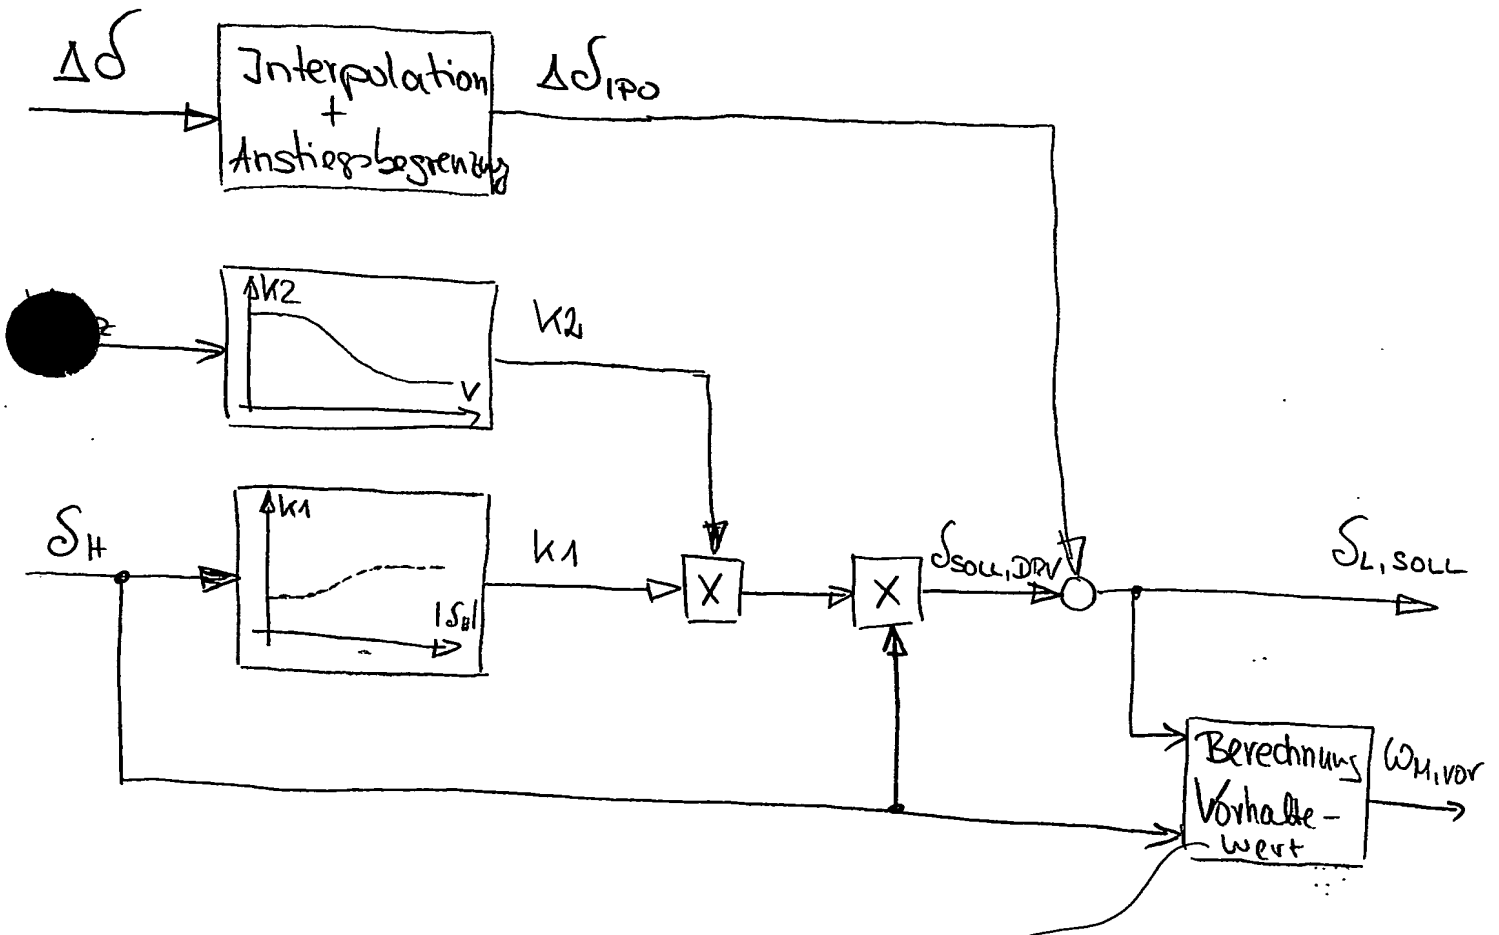 Δδ
Interpolation
+
Anstiegsbegrenzung
Δδ_IPO
k2
v
k2
δ_H
k1
|δ_H|
k1
X
X
δ_SOLL,DRV
δ_L,SOLL
Berechnung
Vorhalte-
wert
ω_M,VOR